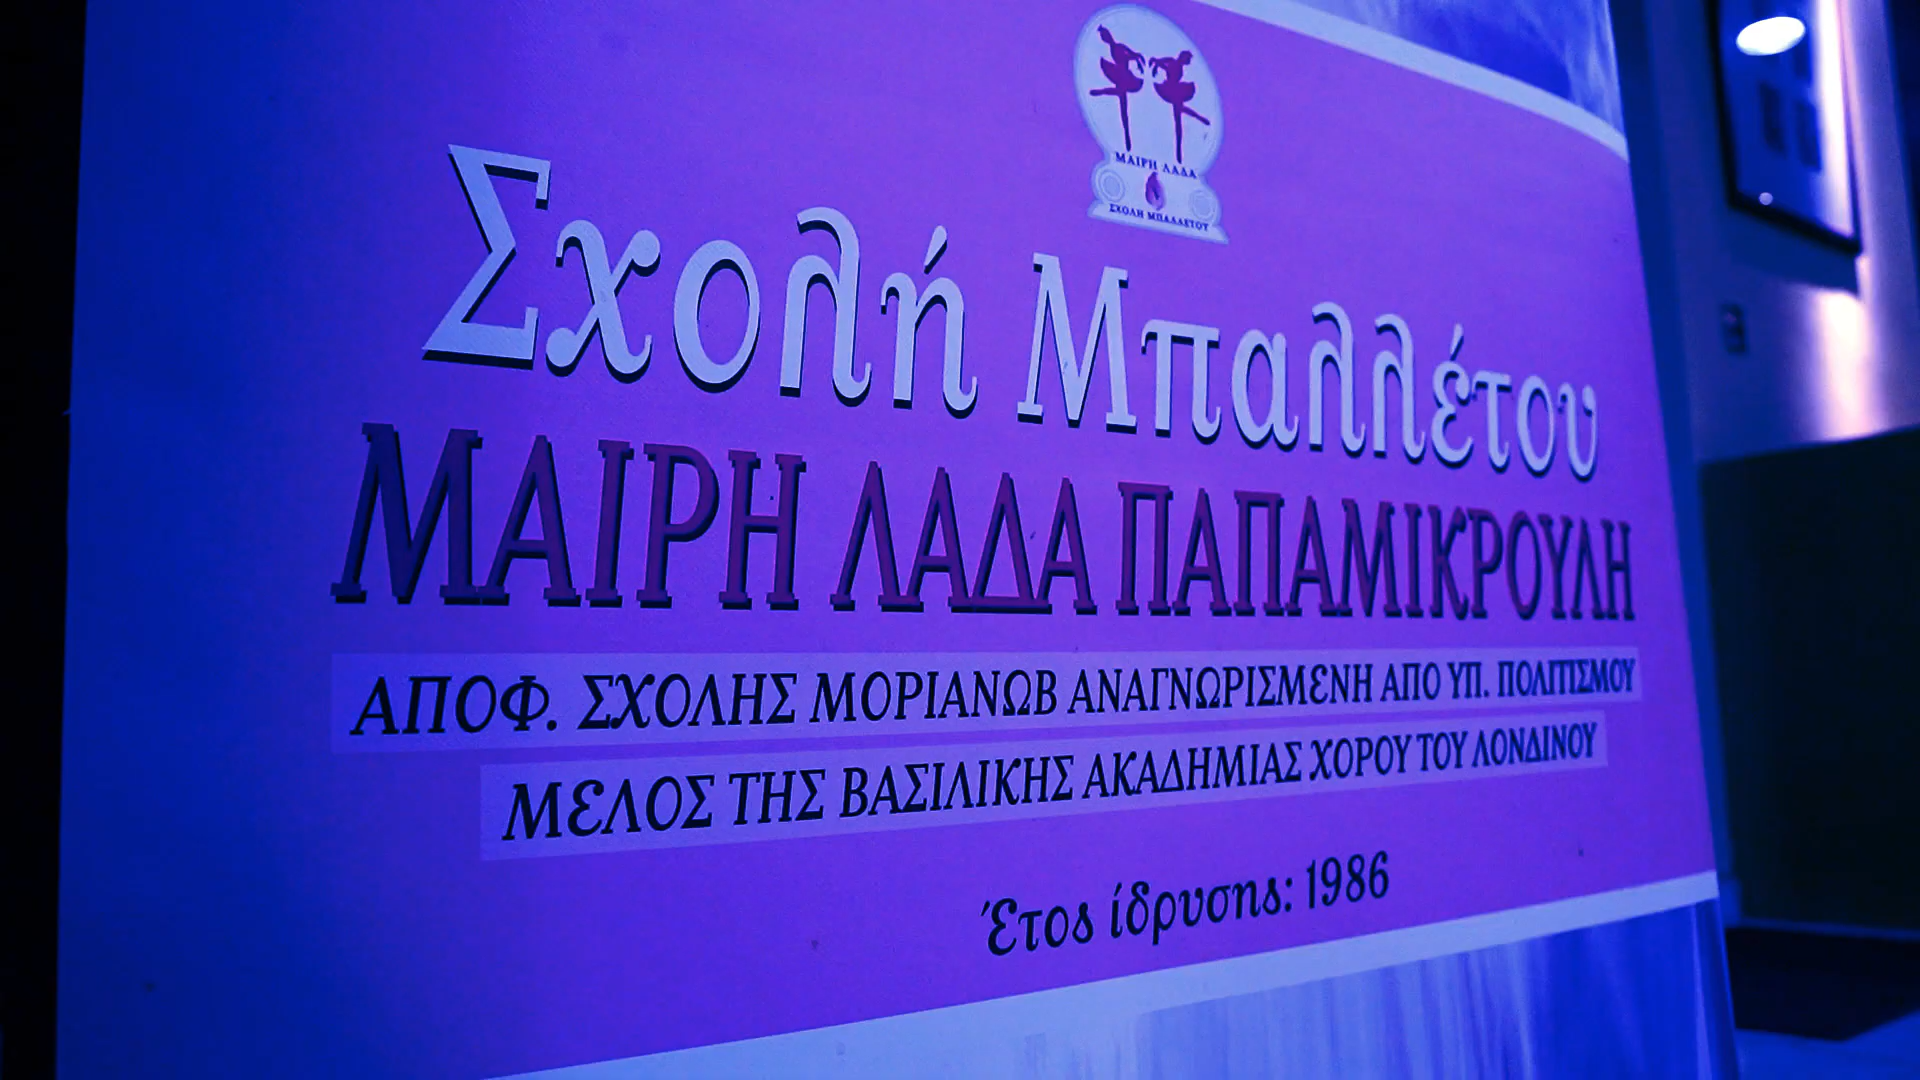 ΜΑΙΡΗ ΛΑΔΑ
ΣΧΟΛΗ ΜΠΑΛΛΕΤΟΥ
Σχολή Μπαλλέτου
ΜΑΙΡΗ ΛΑΔΑ ΠΑΠΑΜΙΚΡΟΥΛΗ
ΑΠΟΦ. ΣΧΟΛΗΣ ΜΟΡΙΑΝΩΒ ΑΝΑΓΝΩΡΙΣΜΕΝΗ ΑΠΟ ΥΠ. ΠΟΛΙΤΙΣΜΟΥ
ΜΕΛΟΣ ΤΗΣ ΒΑΣΙΛΙΚΗΣ ΑΚΑΔΗΜΙΑΣ ΧΟΡΟΥ ΤΟΥ ΛΟΝΔΙΝΟΥ
Έτος ίδρυσης: 1986